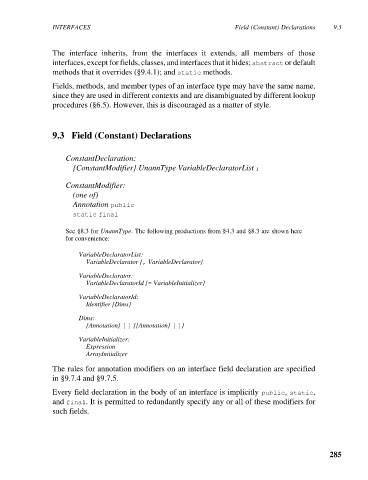 INTERFACES Field (Constant) Declarations 9.3
The interface inherits, from the interfaces it extends, all members of those
interfaces, except for fields, classes, and interfaces that it hides; abstract or default
methods that it overrides (§9.4.1); and static methods.
Fields, methods, and member types of an interface type may have the same name,
since they are used in different contexts and are disambiguated by different lookup
procedures (§6.5). However, this is discouraged as a matter of style.
9.3 Field (Constant) Declarations
ConstantDeclaration:
{ConstantModifier} UnannType VariableDeclaratorList ;
ConstantModifier:
(one of)
Annotation public
static final
See §8.3 for UnannType. The following productions from §4.3 and §8.3 are shown here
for convenience:
VariableDeclaratorList:
VariableDeclarator {, VariableDeclarator}
VariableDeclarator:
VariableDeclaratorId [= VariableInitializer]
VariableDeclaratorId:
Identifier [Dims]
Dims:
{Annotation} [ ] {{Annotation} [ ]}
VariableInitializer:
Expression
ArrayInitializer
The rules for annotation modifiers on an interface field declaration are specified
in §9.7.4 and §9.7.5.
Every field declaration in the body of an interface is implicitly public, static,
and final. It is permitted to redundantly specify any or all of these modifiers for
such fields.
285